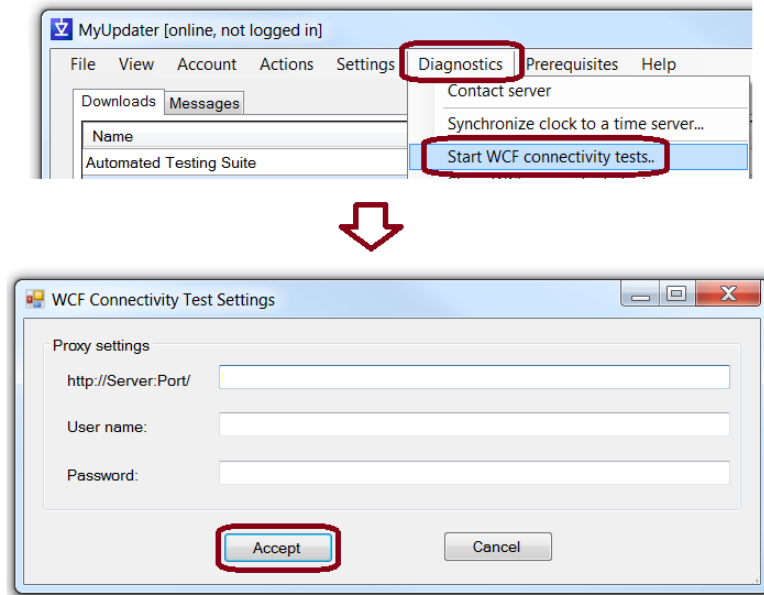 MyUpdater [online, not logged in]
File View Account Actions Settings Diagnostics Prerequisites Help
Downloads Messages
Contact server
Synchronize clock to a time server...
Name
Start WCF connectivity tests..
Automated Testing Suite
WCF Connectivity Test Settings
Proxy settings
http://Server:Port/
User name:
Password:
Accept Cancel